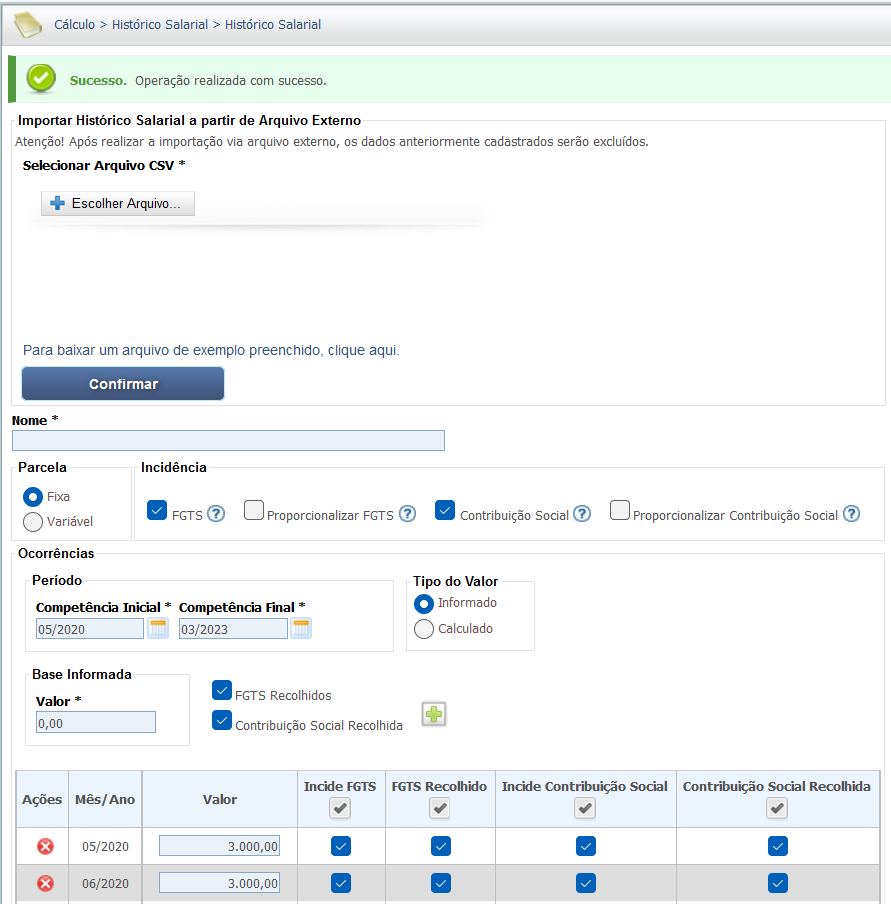 Cálculo > Histórico Salarial > Histórico Salarial
Sucesso. Operação realizada com sucesso.
Importar Histórico Salarial a partir de Arquivo Externo
Atenção! Após realizar a importação via arquivo externo, os dados anteriormente cadastrados serão excluídos.
Selecionar Arquivo CSV *
Escolher Arquivo...
Para baixar um arquivo de exemplo preenchido, clique aqui.
Confirmar
Nome *
Parcela
Fixa
Variável
Incidência
FGTS ? Proporcionalizar FGTS ? Contribuição Social ? Proporcionalizar Contribuição Social ?
Ocorrências
Período
Competência Inicial * Competência Final *
05/2020 03/2023
Tipo do Valor
Informado
Calculado
Base Informada
Valor *
0,00
FGTS Recolhidos
Contribuição Social Recolhida
Ações Mês/Ano Valor Incide FGTS FGTS Recolhido Incide Contribuição Social Contribuição Social Recolhida
05/2020 3.000,00
06/2020 3.000,00